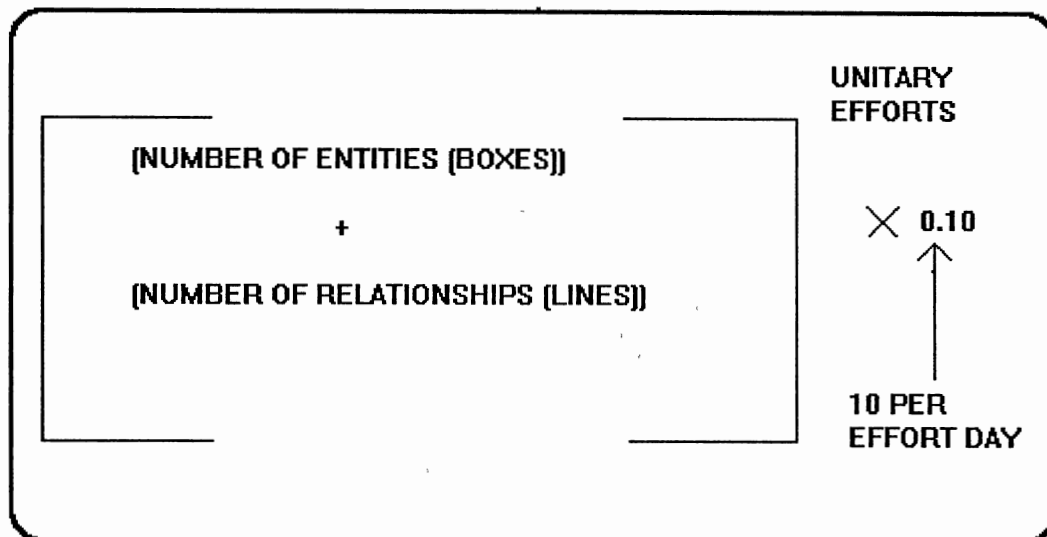 UNITARY
EFFORTS
(NUMBER OF ENTITIES (BOXES))
+
(NUMBER OF RELATIONSHIPS (LINES))
X 0.10
10 PER
EFFORT DAY